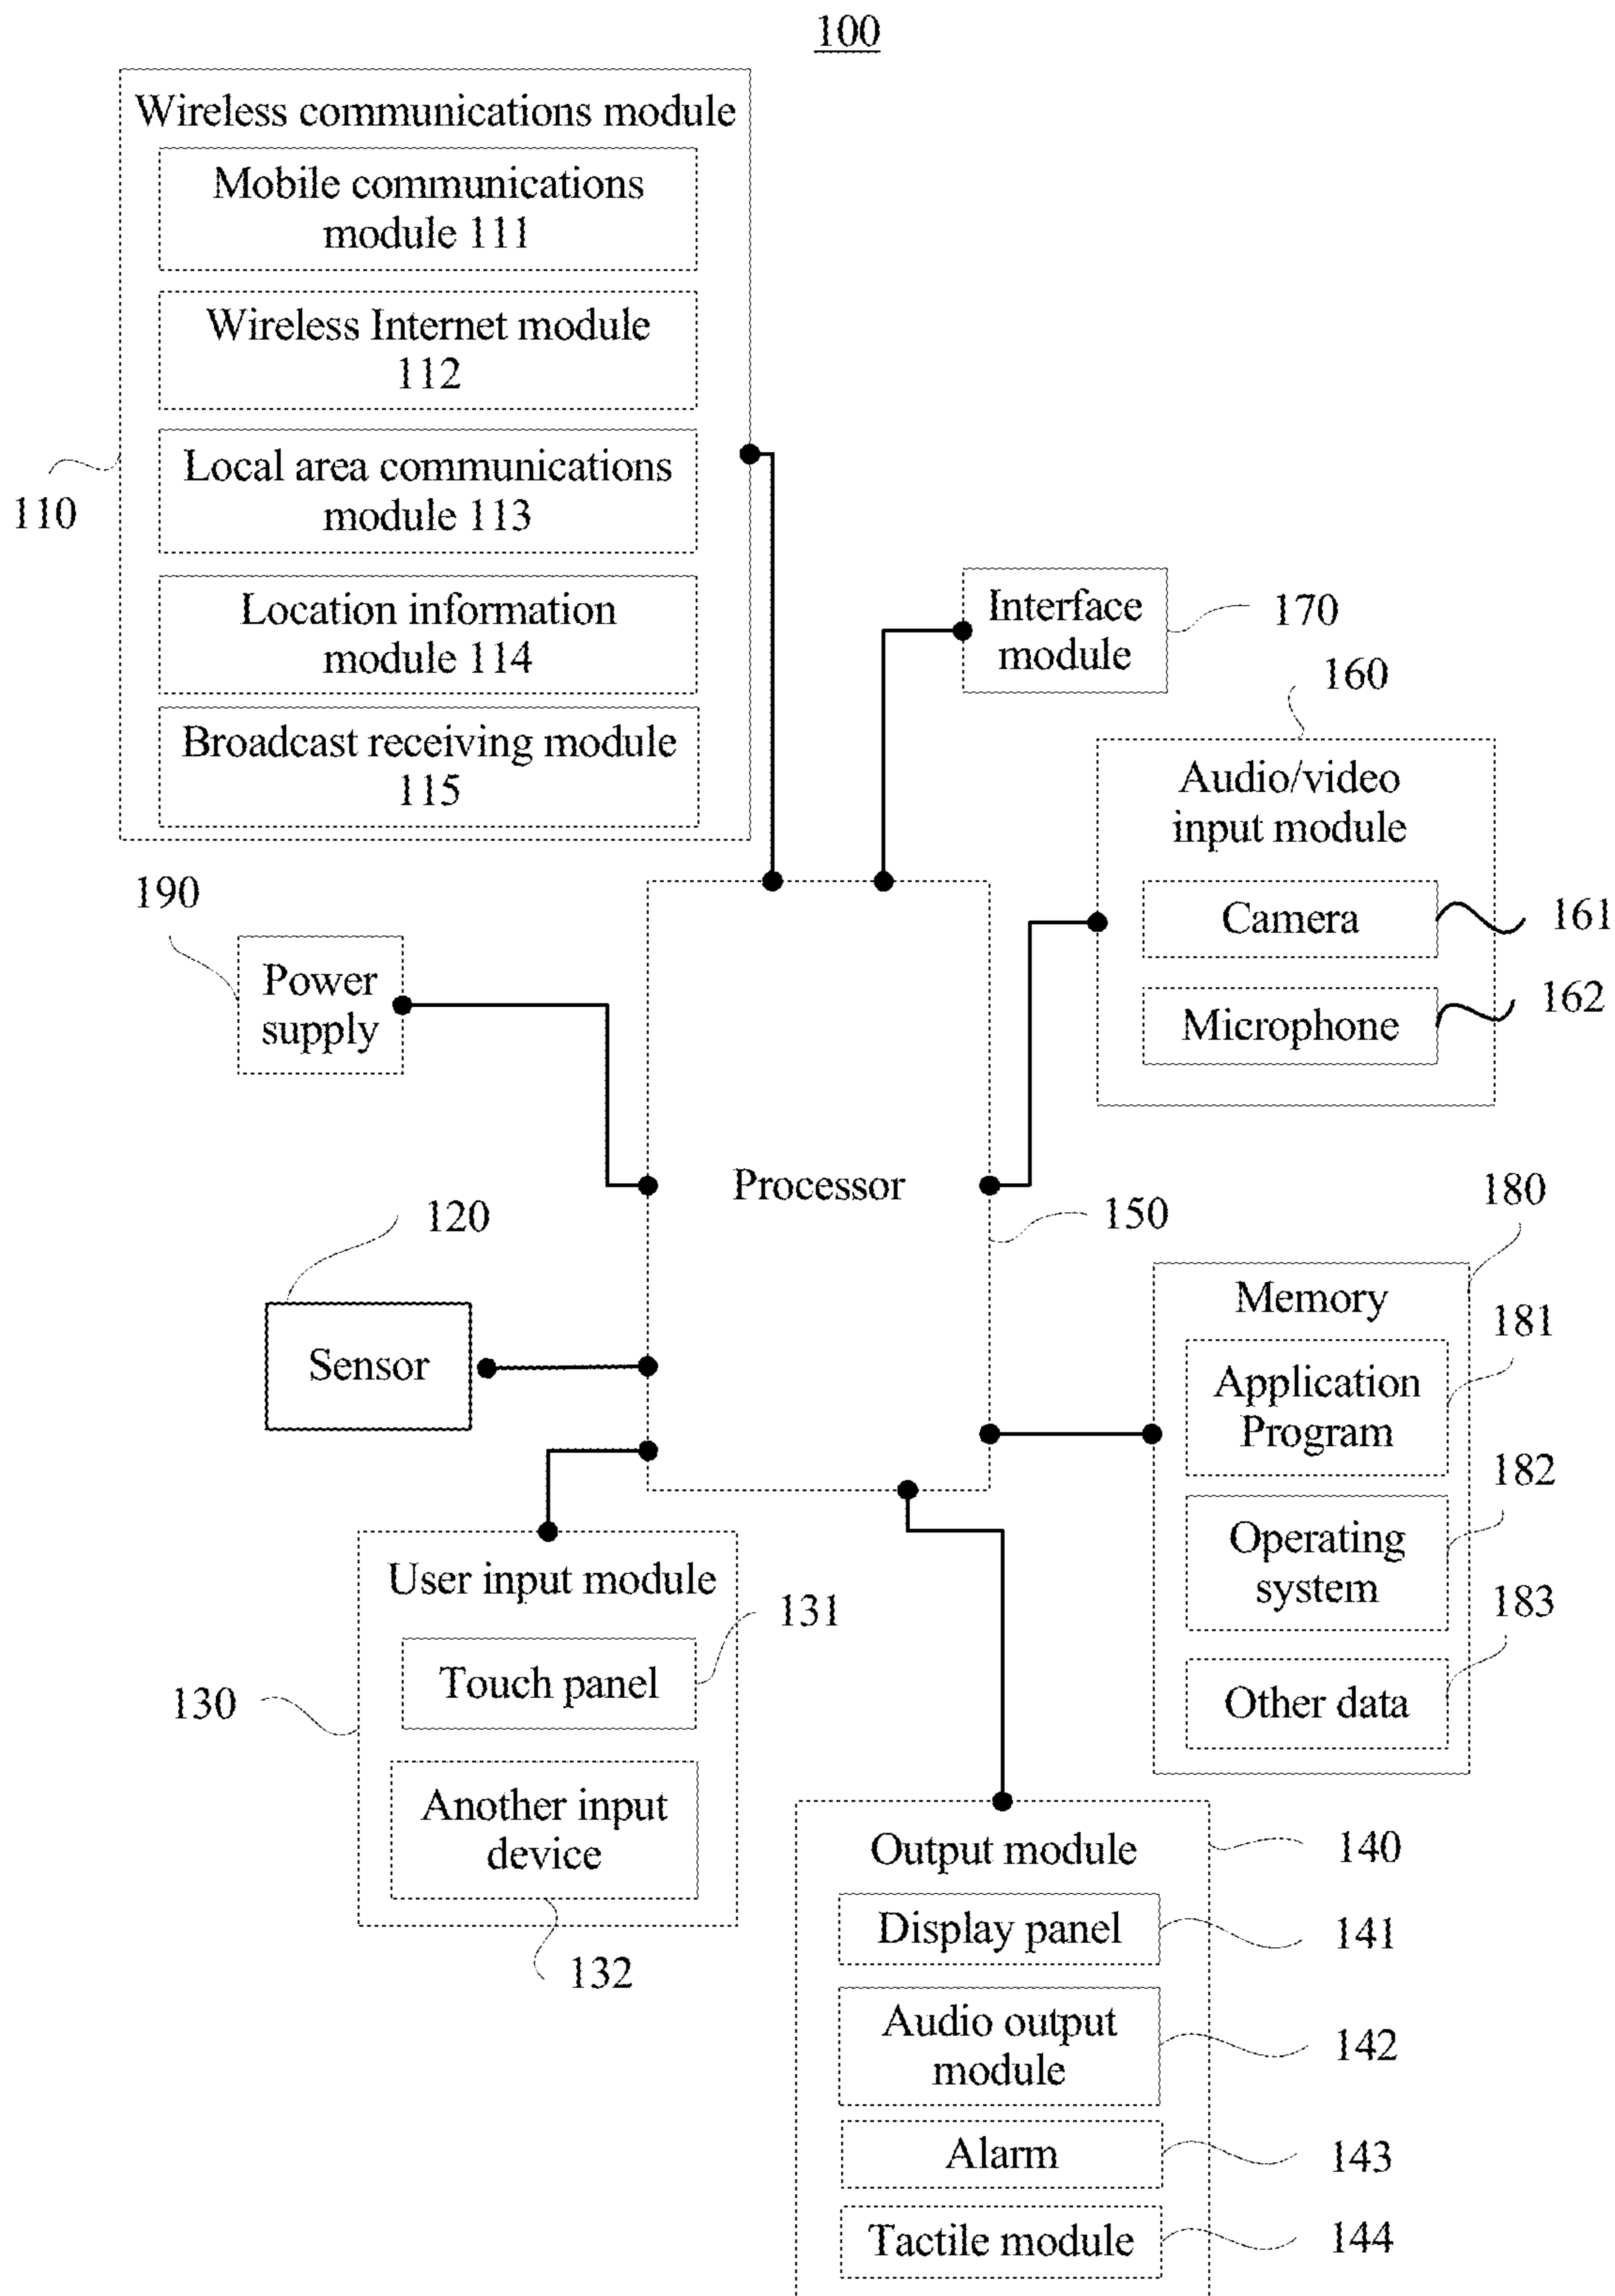 100
Wireless communications module
Mobile communications
module 111
Wireless Internet module
112
Local area communications
module 113
Location information
module 114
Broadcast receiving module
115
110
Interface
module
170
160
Audio/video
input module
Camera
161
Microphone
162
190
Power
supply
Processor
150
120
Sensor
180
Memory
181
Application
Program
182
Operating
system
183
Other data
User input module
131
Touch panel
130
Another input
device
132
Output module
140
Display panel
141
Audio output
module
142
Alarm
143
Tactile module
144